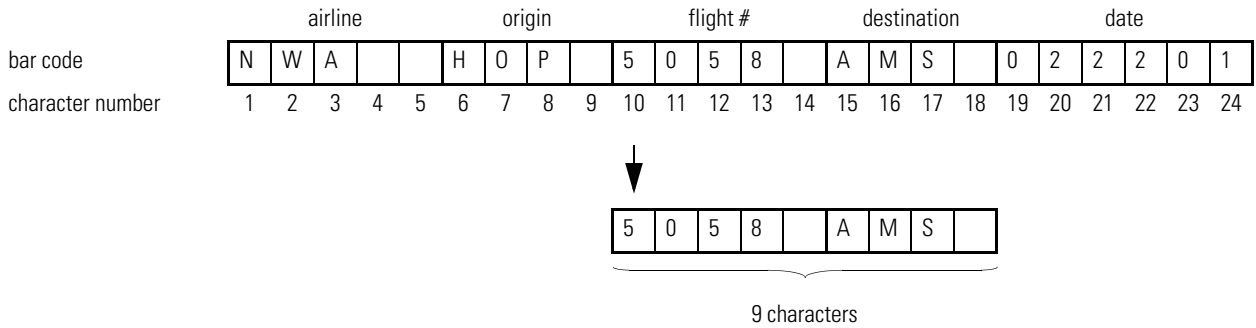 airline origin flight # destination date
bar code N W A H O P 5 0 5 8 A M S 0 2 2 2 0 1
character number 1 2 3 4 5 6 7 8 9 10 11 12 13 14 15 16 17 18 19 20 21 22 23 24
5 0 5 8 A M S
9 characters